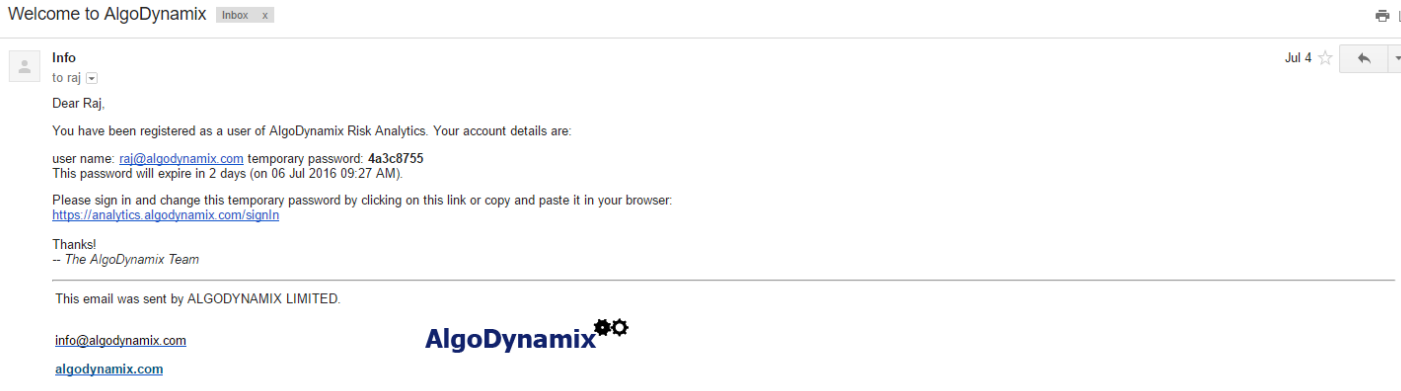 Welcome to AlgoDynamix Inbox x
Info
Jul 4
to raj
Dear Raj,
You have been registered as a user of AlgoDynamix Risk Analytics. Your account details are:
user name: raj@algodynamix.com temporary password: 4a3c8755
This password will expire in 2 days (on 06 Jul 2016 09:27 AM).
Please sign in and change this temporary password by clicking on this link or copy and paste it in your browser:
https://analytics.algodynamix.com/signIn
Thanks!
-- The AlgoDynamix Team
This email was sent by ALGODYNAMIX LIMITED.
info@algodynamix.com
AlgoDynamix
algodynamix.com